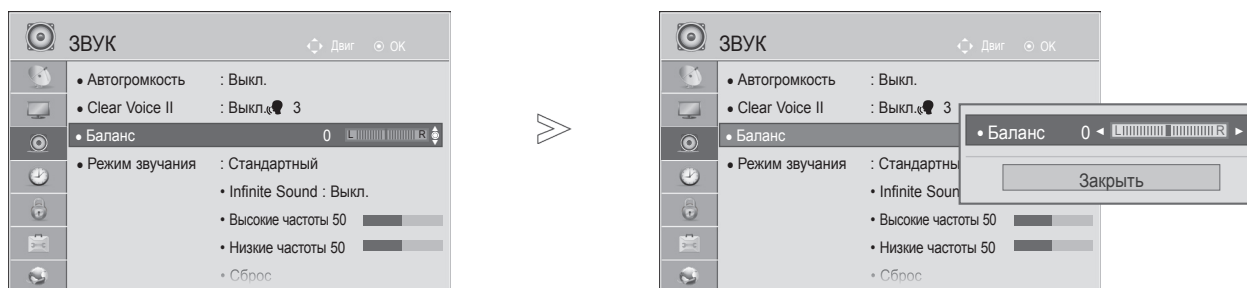 ЗВУК
Двиг OK
• Автогромкость : Выкл.
• Clear Voice II : Выкл. 3
• Баланс 0 L R
• Режим звучания : Стандартный
• Infinite Sound : Выкл.
• Высокие частоты 50
• Низкие частоты 50
• Сброс
ЗВУК
Двиг OK
• Автогромкость : Выкл.
• Clear Voice II : Выкл. 3
• Баланс
• Режим звучания : Стандартны
• Infinite Soun
• Высокие частоты 50
• Низкие частоты 50
• Сброс
• Баланс 0 ◄ L R ►
Закрыть